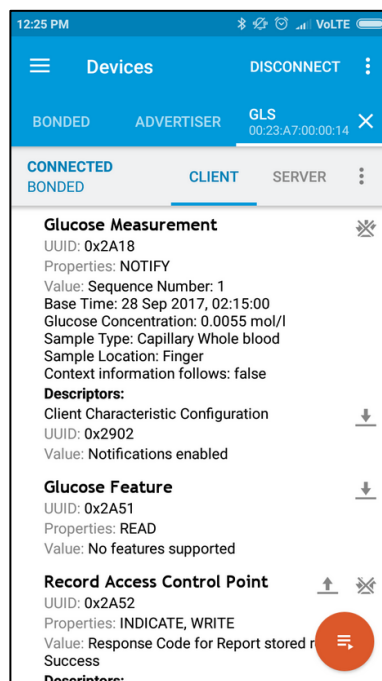 12:25 PM VoLTE
Devices DISCONNECT
BONDED ADVERTISER GLS
00:23:A7:00:00:14
CONNECTED
BONDED CLIENT SERVER
Glucose Measurement
UUID: 0x2A18
Properties: NOTIFY
Value: Sequence Number: 1
Base Time: 28 Sep 2017, 02:15:00
Glucose Concentration: 0.0055 mol/l
Sample Type: Capillary Whole blood
Sample Location: Finger
Context information follows: false
Descriptors:
Client Characteristic Configuration
UUID: 0x2902
Value: Notifications enabled
Glucose Feature
UUID: 0x2A51
Properties: READ
Value: No features supported
Record Access Control Point
UUID: 0x2A52
Properties: INDICATE, WRITE
Value: Response Code for Report stored r
Success
Descriptors: